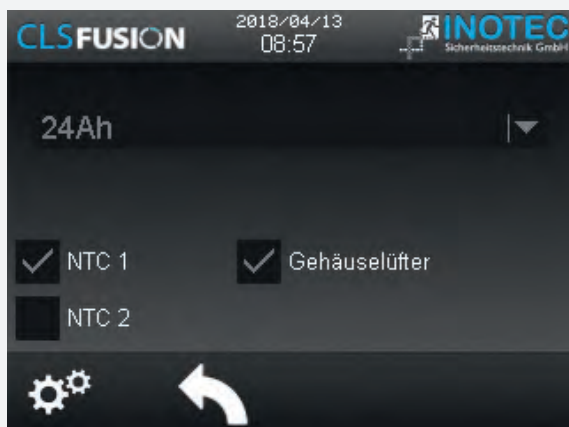 CLSFUSION
2018/04/13
08:57
INOTEC
Sicherheitstechnik GmbH
24Ah
NTC 1
Gehäuselüfter
NTC 2